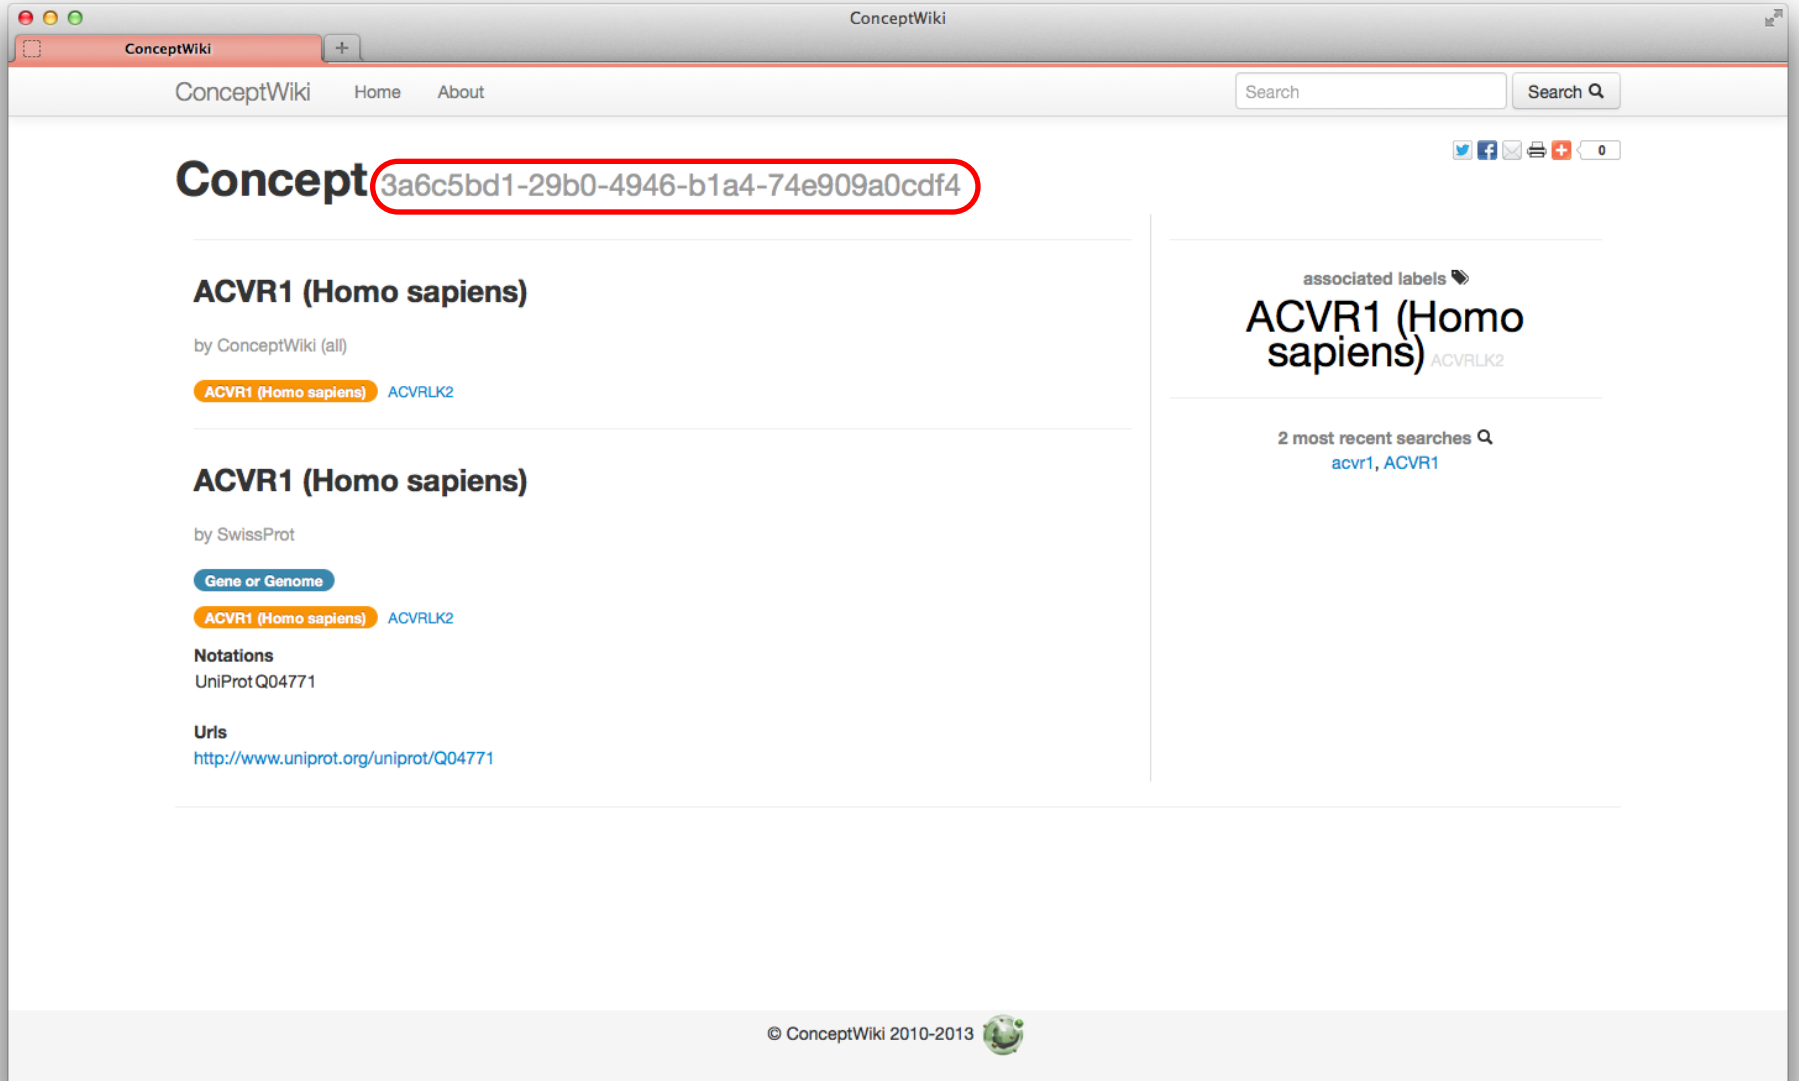 ConceptWiki
ConceptWiki
+
ConceptWiki Home About Search Search
0
Concept 3a6c5bd1-29b0-4946-b1a4-74e909a0cdf4
ACVR1 (Homo sapiens)
by ConceptWiki (all)
ACVR1 (Homo sapiens) ACVRLK2
ACVR1 (Homo sapiens)
by SwissProt
Gene or Genome
ACVR1 (Homo sapiens) ACVRLK2
Notations
UniProt Q04771
Urls
http://www.uniprot.org/uniprot/Q04771
associated labels
ACVR1 (Homo
sapiens) ACVRLK2
2 most recent searches
acvr1, ACVR1
© ConceptWiki 2010-2013